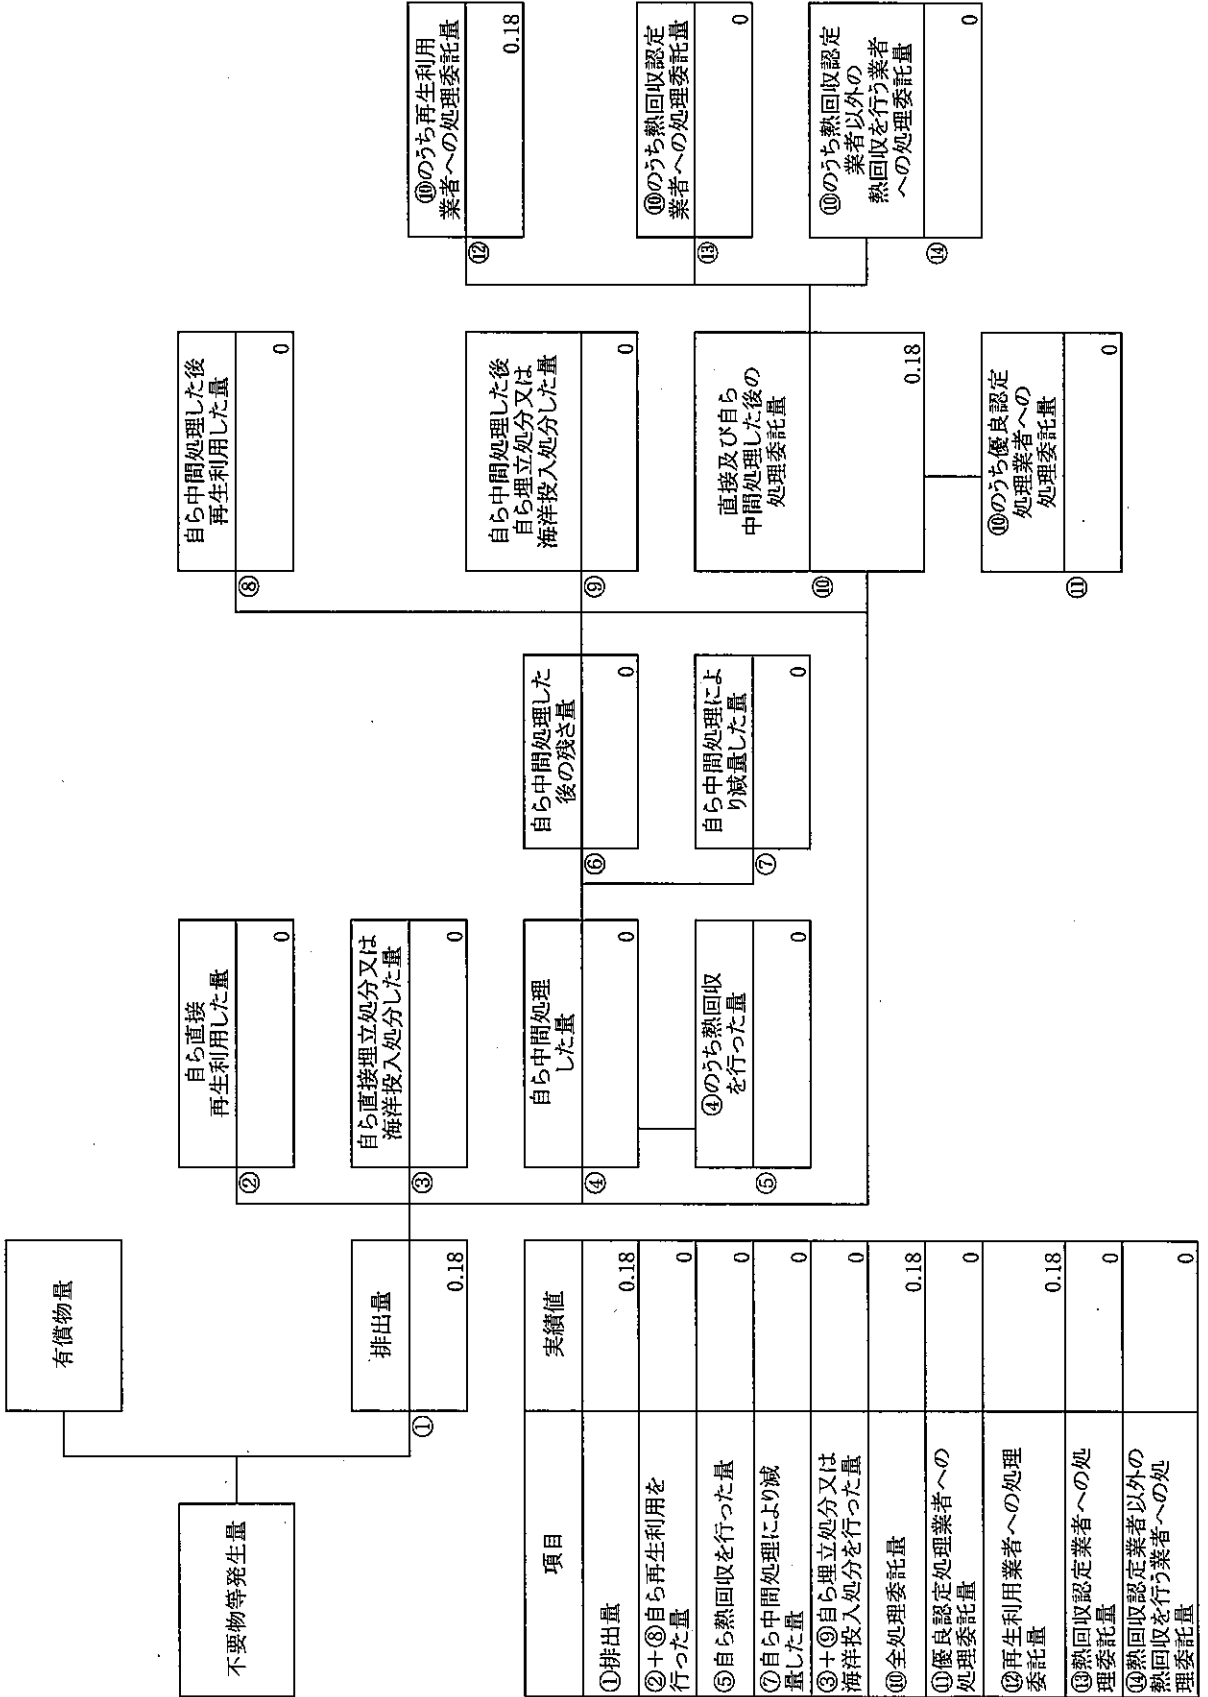 有償物量
不要物等発生量
排出量
①
0.18
自ら直接
再生利用した量
②
0
自ら直接埋立処分又は
海洋投入処分した量
③
0
自ら中間処理
した量
④
0
④のうち熱回収
を行った量
⑤
0
自ら中間処理した
後の残さ量
⑥
0
自ら中間処理によ
り減量した量
⑦
0
自ら中間処理した後
再生利用した量
⑧
0
自ら中間処理した後
自ら埋立処分又は
海洋投入処分した量
⑨
0
直接及び自ら
中間処理した後の
処理委託量
⑩
0.18
⑩のうち優良認定
処理業者への
処理委託量
⑪
0
⑩のうち再生利用
業者への処理委託量
⑫
0.18
⑩のうち熱回収認定
業者への処理委託量
⑬
0
⑩のうち熱回収認定
業者以外の
熱回収を行う業者
への処理委託量
⑭
0
項目 実績値
①排出量 0.18
②+⑧自ら再生利用を
行った量 0
⑤自ら熱回収を行った量 0
⑦自ら中間処理により減
量した量 0
③+⑨自ら埋立処分又は
海洋投入処分を行った量 0
⑩全処理委託量 0.18
⑪優良認定処理業者への
処理委託量 0
⑫再生利用業者への処理
委託量 0.18
⑬熱回収認定業者への処
理委託量 0
⑭熱回収認定業者以外の
熱回収を行う業者への処
理委託量 0